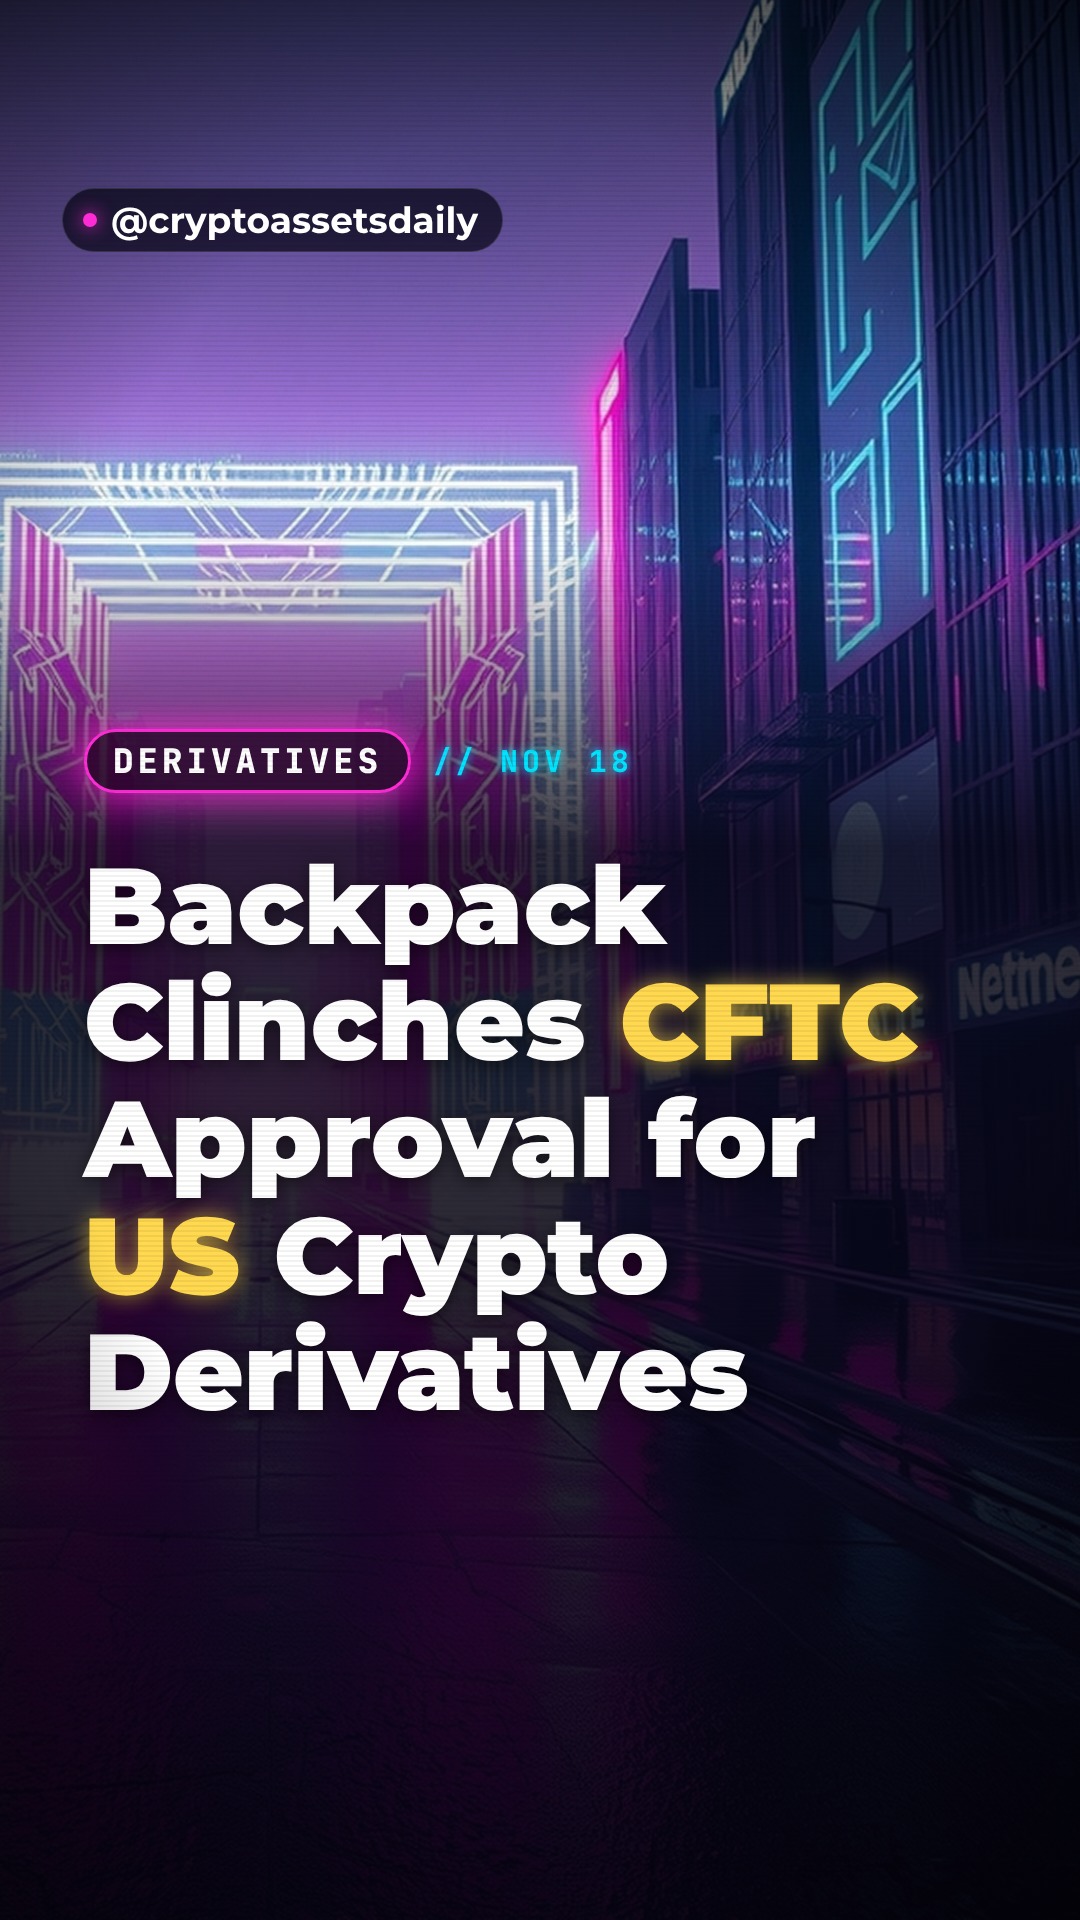 @cryptoassetsdaily
DERIVATIVES // NOV 18
Backpack
Clinches CFTC
Approval for
US Crypto
Derivatives